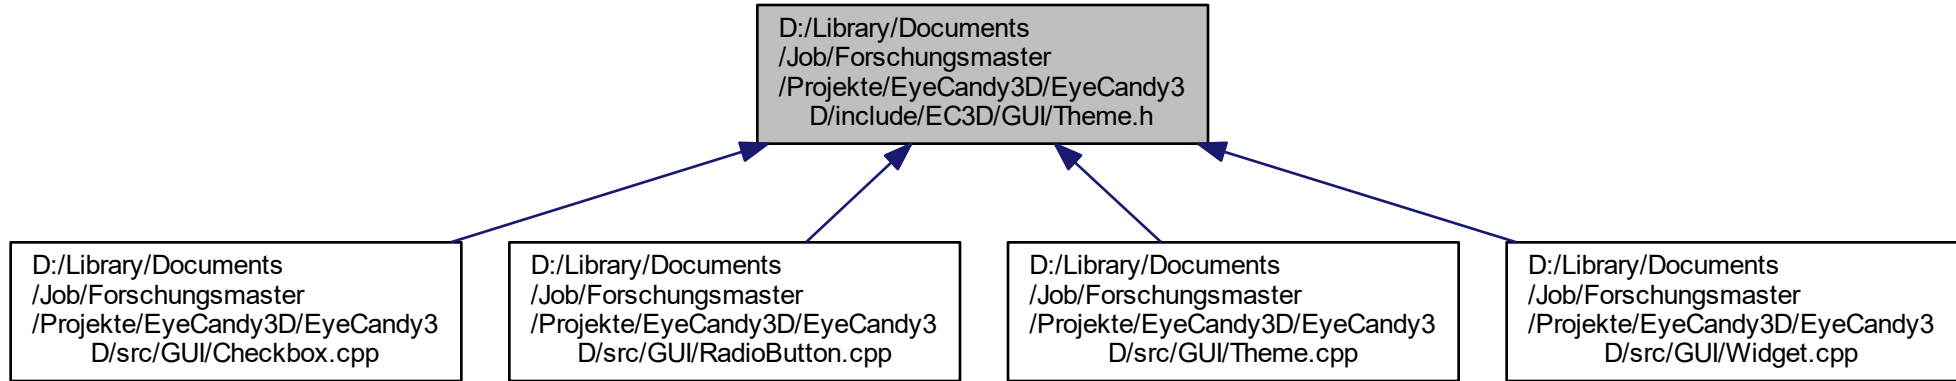 D:/Library/Documents
/Job/Forschungsmaster
/Projekte/EyeCandy3D/EyeCandy3
D/include/EC3D/GUI/Theme.h
D:/Library/Documents
/Job/Forschungsmaster
/Projekte/EyeCandy3D/EyeCandy3
D/src/GUI/Checkbox.cpp
D:/Library/Documents
/Job/Forschungsmaster
/Projekte/EyeCandy3D/EyeCandy3
D/src/GUI/RadioButton.cpp
D:/Library/Documents
/Job/Forschungsmaster
/Projekte/EyeCandy3D/EyeCandy3
D/src/GUI/Theme.cpp
D:/Library/Documents
/Job/Forschungsmaster
/Projekte/EyeCandy3D/EyeCandy3
D/src/GUI/Widget.cpp